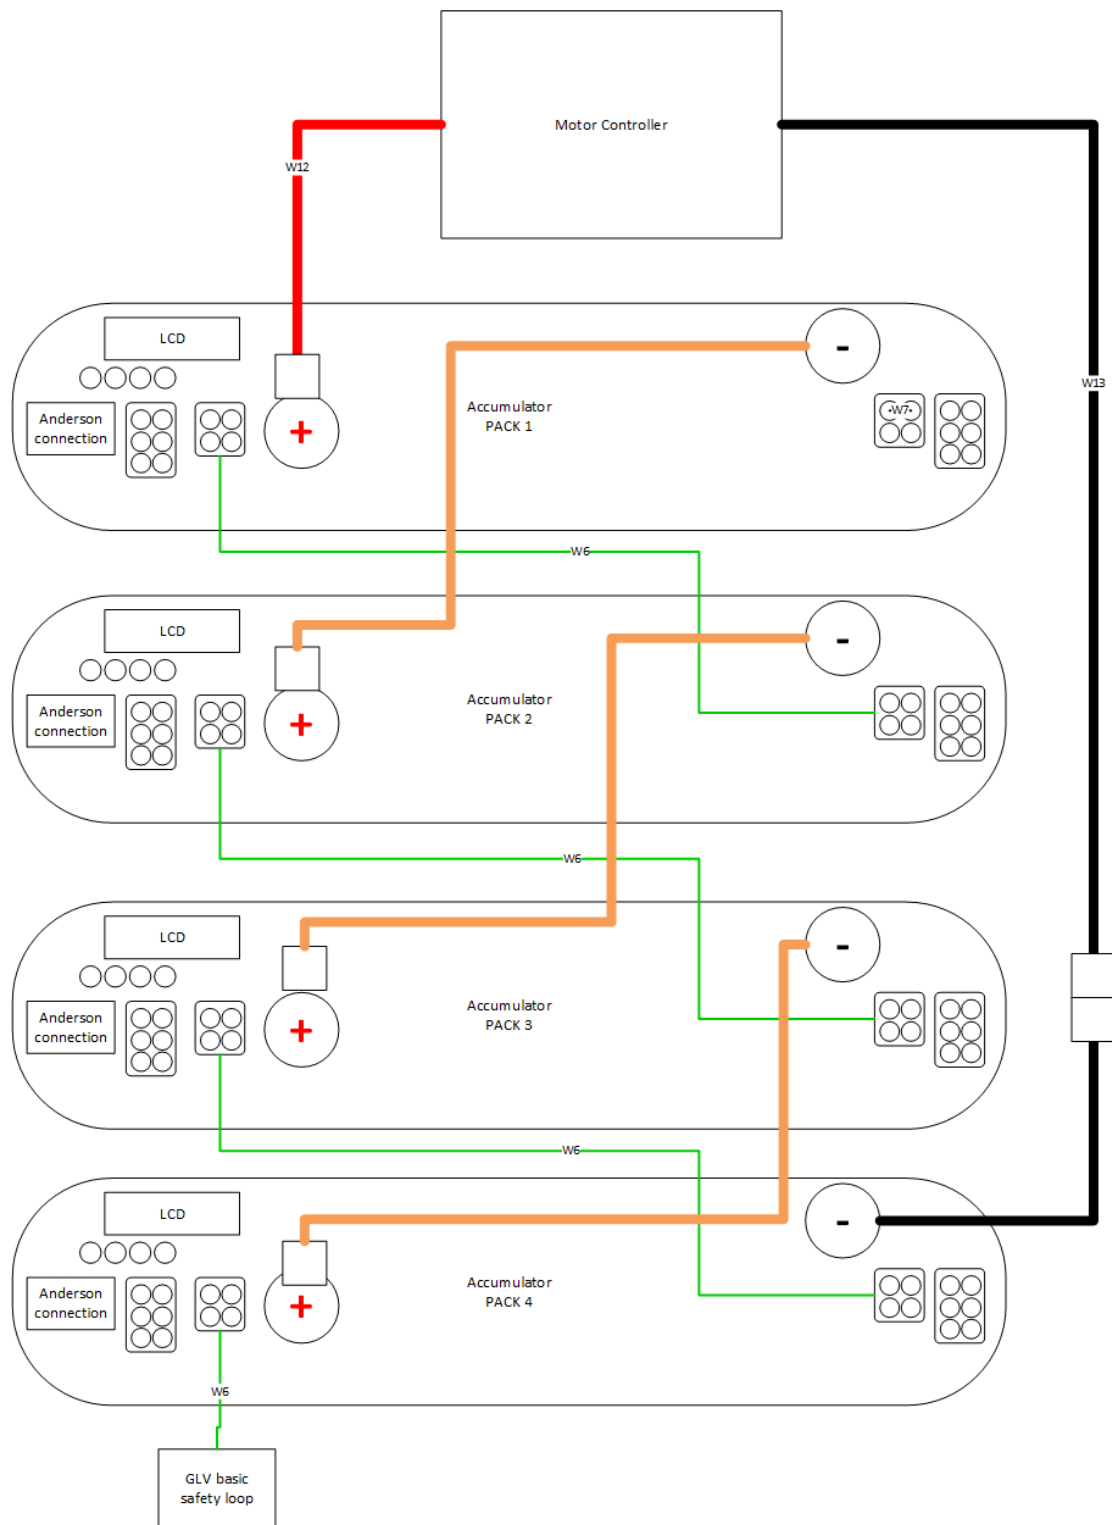 Motor Controller
W12
W13
LCD
-
Anderson
connection
+
Accumulator
PACK 1
W7
W6
LCD
-
Anderson
connection
+
Accumulator
PACK 2
W6
LCD
-
Anderson
connection
+
Accumulator
PACK 3
W6
LCD
-
Anderson
connection
+
Accumulator
PACK 4
W6
GLV basic
safety loop